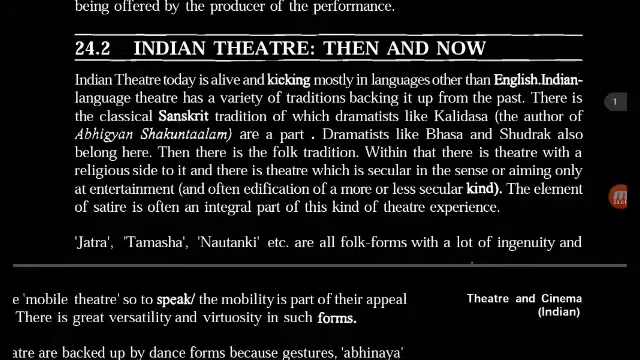 being offered by the producer of the performance.
24.2 INDIAN THEATRE: THEN AND NOW
Indian Theatre today is alive and kicking mostly in languages other than English.Indian-
language theatre has a variety of traditions backing it up from the past. There is
the classical Sanskrit tradition of which dramatists like Kalidasa (the author of
Abhigyan Shakuntaalam) are a part . Dramatists like Bhasa and Shudrak also
belong here. Then there is the folk tradition. Within that there is theatre with a
religious side to it and there is theatre which is secular in the sense or aiming only
at entertainment (and often edification of a more or less secular kind). The element
of satire is often an integral part of this kind of theatre experience.
1
'Jatra, 'Tamasha, 'Nautanki etc. are all folk-forms with a lot of ingenuity and
e 'mobile theatre' so to speak/ the mobility is part of their appeal
There is great versatility and virtuosity in such forms.
Theatre and Cinema
(Indian)
atre are backed up by dance forms because gestures, 'abhinaya'